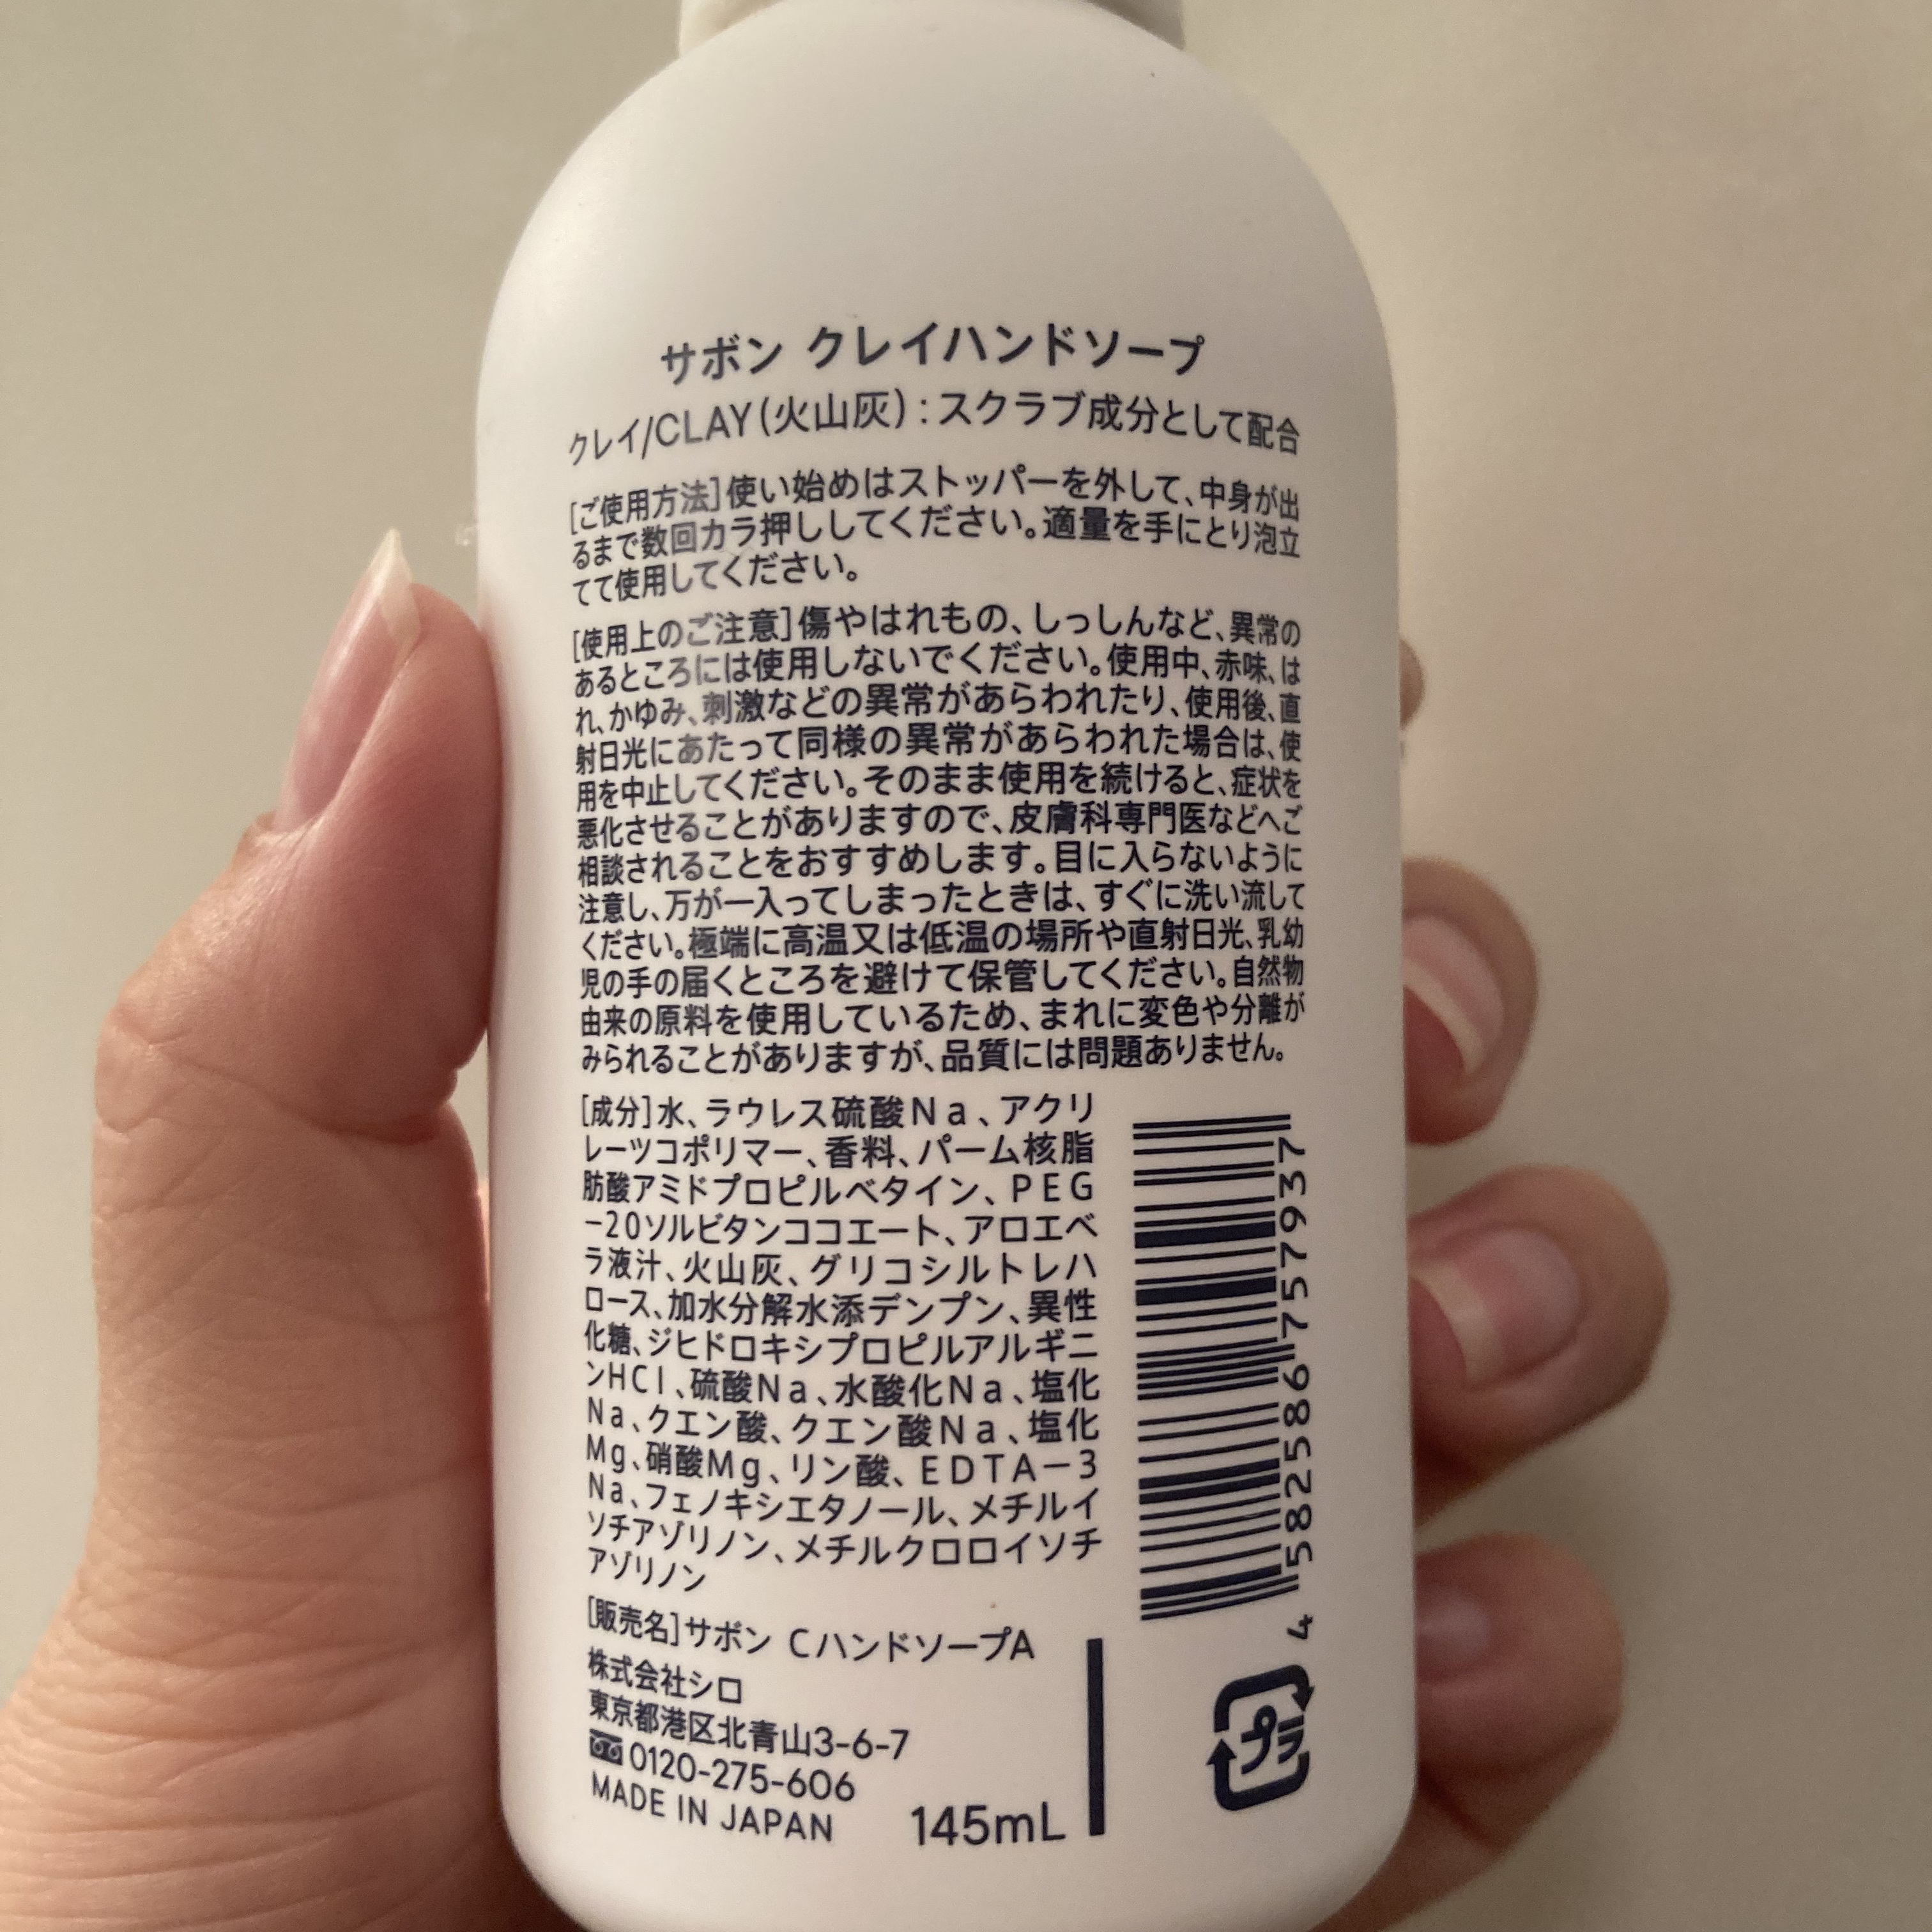 サボン クレイハンドソープ
クレイ/CLAY(火山灰):スクラブ成分として配合
[ご使用方法]使い始めはストッパーを外して、中身が出
るまで数回カラ押ししてください。適量を手にとり泡立
てて使用してください。
[使用上のご注意]傷やはれもの、しっしんなど、異常の
あるところには使用しないでください。使用中、赤味、は
れ、かゆみ、刺激などの異常があらわれたり、使用後、直
射日光にあたって同様の異常があらわれた場合は、使
用を中止してください。そのまま使用を続けると、症状を
悪化させることがありますので、皮膚科専門医などへご
相談されることをおすすめします。目に入らないように
注意し、万が一入ってしまったときは、すぐに洗い流して
ください。極端に高温又は低温の場所や直射日光、乳幼
児の手の届くところを避けて保管してください。自然物
由来の原料を使用しているため、まれに変色や分離が
みられることがありますが、品質には問題ありません。
[成分]水、ラウレス硫酸Na、アクリ
レーツコポリマー、香料、パーム核脂
肪酸アミドプロピルベタイン、PEG
−20ソルビタンココエート、アロエベ
ラ液汁、火山灰、グリコシルトレハ
ロース、加水分解水添デンプン、異性
化糖、ジヒドロキシプロピルアルギニ
ンHCl、硫酸Na、水酸化Na、塩化
Na、クエン酸、クエン酸Na、塩化
Mg、硝酸Mg、リン酸、EDTA−3
Na、フェノキシエタノール、メチルイ
ソチアゾリノン、メチルクロロイソチ
アゾリノン
[販売名]サボン CハンドソープA
株式会社シロ
東京都港区北青山3-6-7
0120-275-606
MADE IN JAPAN
145mL
4 582586 757937
プラ